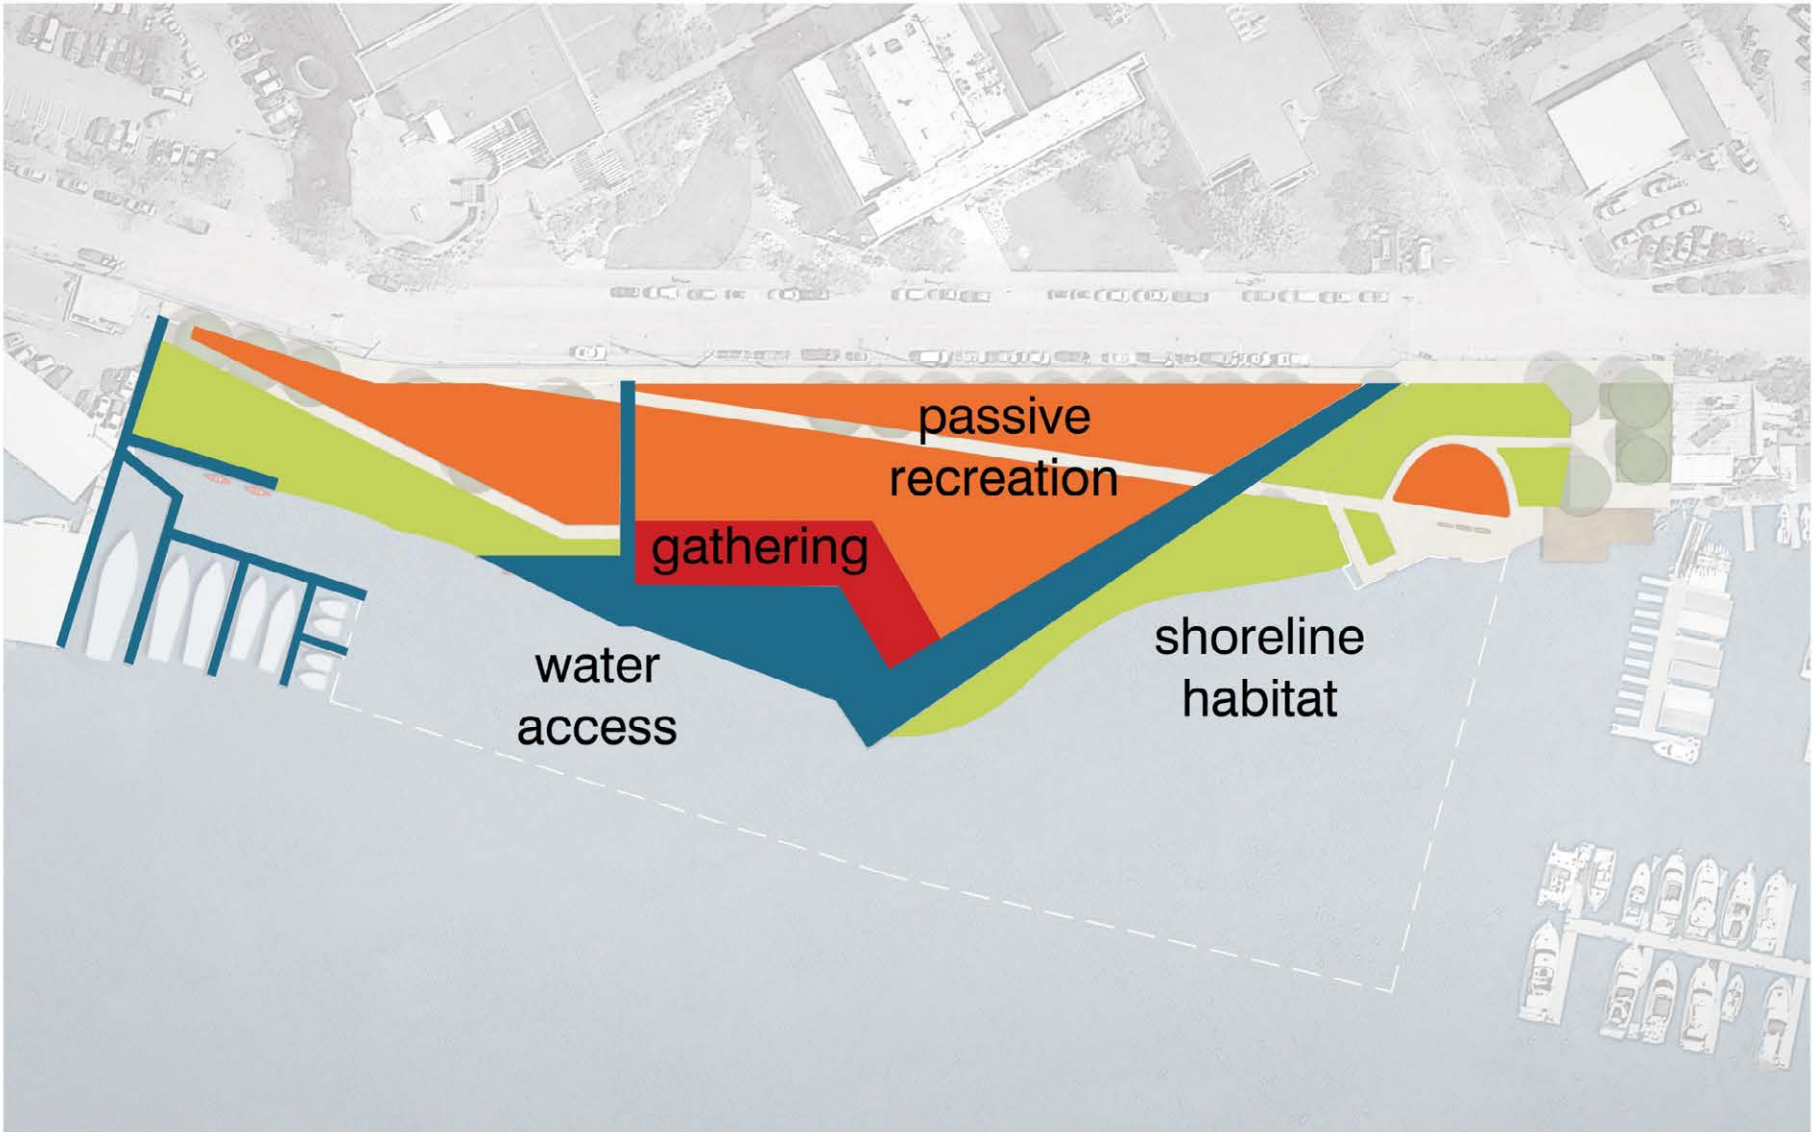 passive
recreation
gathering
water
access
shoreline
habitat